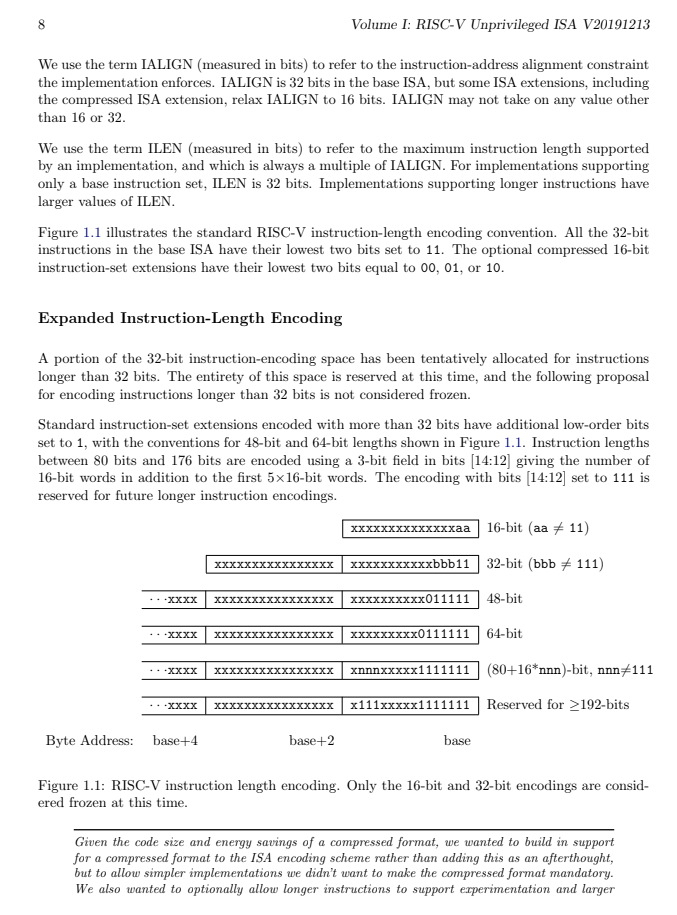 8 Volume I: RISC-V Unprivileged ISA V20191213
We use the term IALIGN (measured in bits) to refer to the instruction-address alignment constraint
the implementation enforces. IALIGN is 32 bits in the base ISA, but some ISA extensions, including
the compressed ISA extension, relax IALIGN to 16 bits. IALIGN may not take on any value other
than 16 or 32.
We use the term ILEN (measured in bits) to refer to the maximum instruction length supported
by an implementation, and which is always a multiple of IALIGN. For implementations supporting
only a base instruction set, ILEN is 32 bits. Implementations supporting longer instructions have
larger values of ILEN.
Figure 1.1 illustrates the standard RISC-V instruction-length encoding convention. All the 32-bit
instructions in the base ISA have their lowest two bits set to 11. The optional compressed 16-bit
instruction-set extensions have their lowest two bits equal to 00, 01, or 10.
Expanded Instruction-Length Encoding
A portion of the 32-bit instruction-encoding space has been tentatively allocated for instructions
longer than 32 bits. The entirety of this space is reserved at this time, and the following proposal
for encoding instructions longer than 32 bits is not considered frozen.
Standard instruction-set extensions encoded with more than 32 bits have additional low-order bits
set to 1, with the conventions for 48-bit and 64-bit lengths shown in Figure 1.1. Instruction lengths
between 80 bits and 176 bits are encoded using a 3-bit field in bits [14:12] giving the number of
16-bit words in addition to the first 5×16-bit words. The encoding with bits [14:12] set to 111 is
reserved for future longer instruction encodings.
xxxxxxxxxxxxxxaa 16-bit (aa ≠ 11)
xxxxxxxxxxxxxxxx xxxxxxxxxxxbbb11 32-bit (bbb ≠ 111)
···xxxx xxxxxxxxxxxxxxxx xxxxxxxxxx011111 48-bit
···xxxx xxxxxxxxxxxxxxxx xxxxxxxxx0111111 64-bit
···xxxx xxxxxxxxxxxxxxxx xnnnxxxxx1111111 (80+16*nnn)-bit, nnn≠111
···xxxx xxxxxxxxxxxxxxxx x111xxxxx1111111 Reserved for ≥192-bits
Byte Address: base+4 base+2 base
Figure 1.1: RISC-V instruction length encoding. Only the 16-bit and 32-bit encodings are consid-
ered frozen at this time.
Given the code size and energy savings of a compressed format, we wanted to build in support
for a compressed format to the ISA encoding scheme rather than adding this as an afterthought,
but to allow simpler implementations we didn't want to make the compressed format mandatory.
We also wanted to optionally allow longer instructions to support experimentation and larger